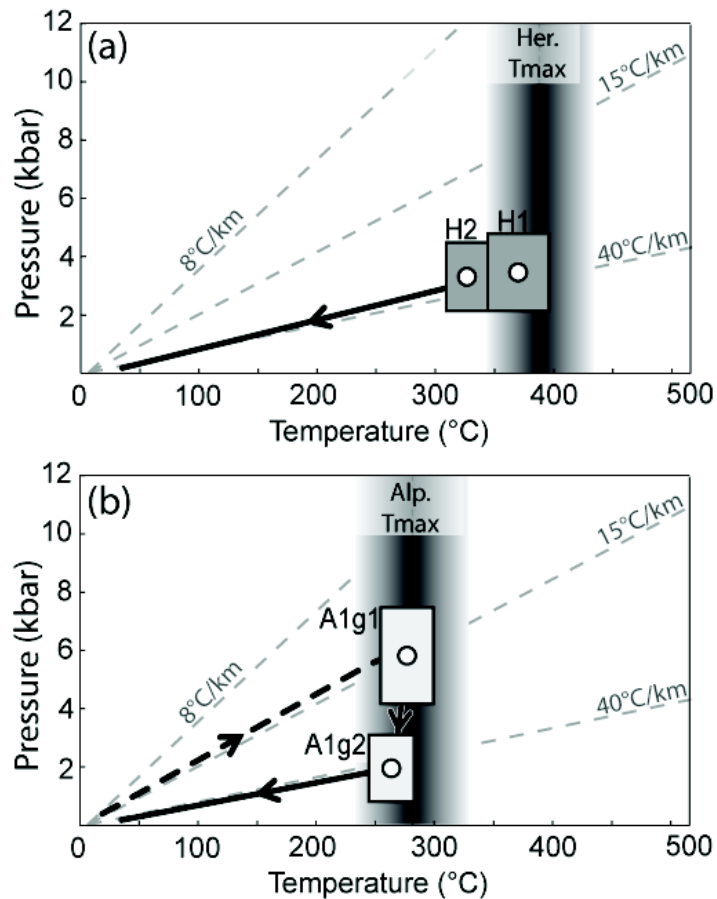 (a)
Her.
Tmax
12
10
8
6
4
2
Pressure (kbar)
8°C/km
15°C/km
40°C/km
H2
H1
0
100
200
300
400
500
Temperature (°C)
(b)
Alp.
Tmax
12
10
8
6
4
2
Pressure (kbar)
8°C/km
15°C/km
40°C/km
A1g1
A1g2
0
100
200
300
400
500
Temperature (°C)